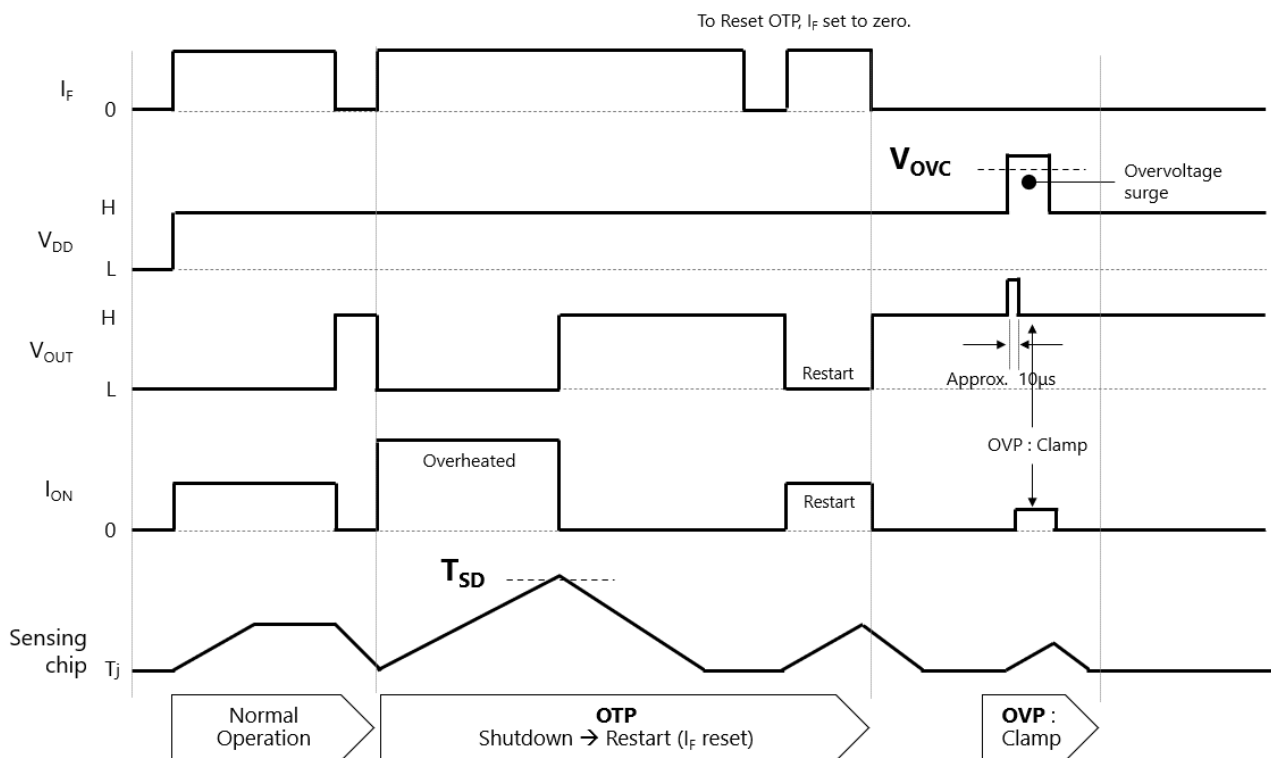 To Reset OTP, IF set to zero.
IF
0
VOVC
Overvoltage
surge
H
VDD
L
H
VOUT
L
Restart
Approx. 10μs
OVP : Clamp
Overheated
ION
Restart
0
TSD
Sensing
chip
Tj
Normal
Operation
OTP
Shutdown → Restart (IF reset)
OVP :
Clamp